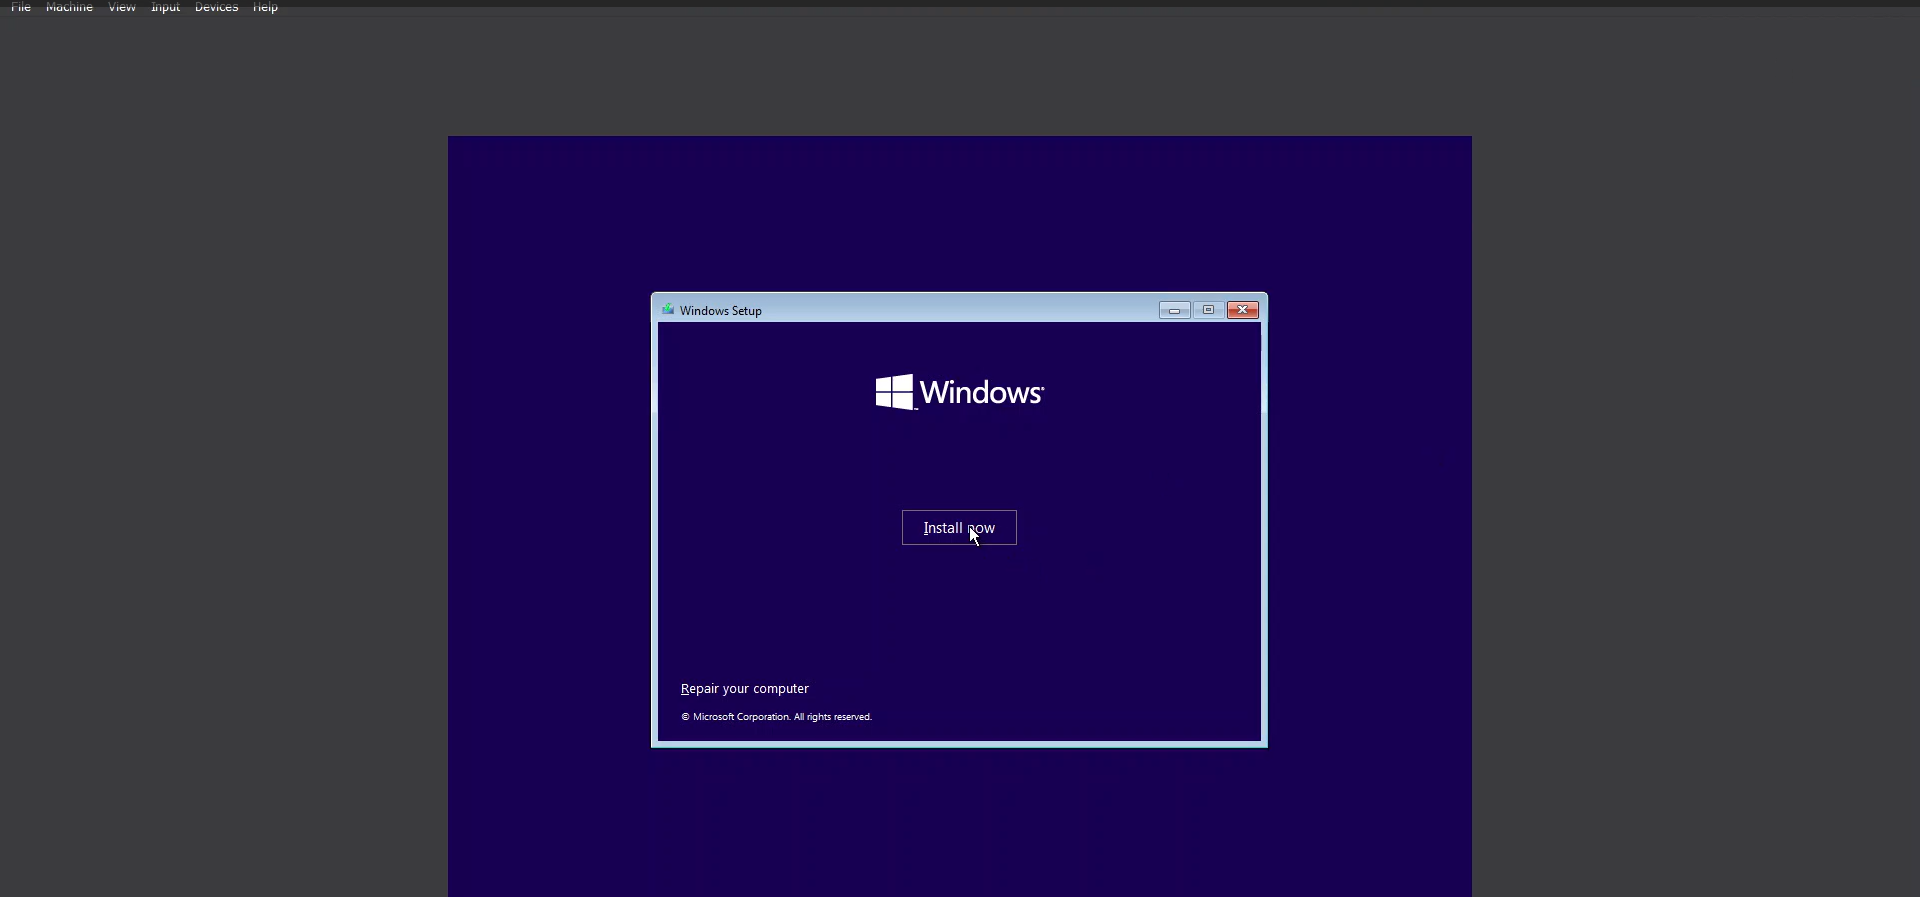 File Machine View Input Devices Help
Windows Setup
Windows
Install now
Repair your computer
© Microsoft Corporation. All rights reserved.